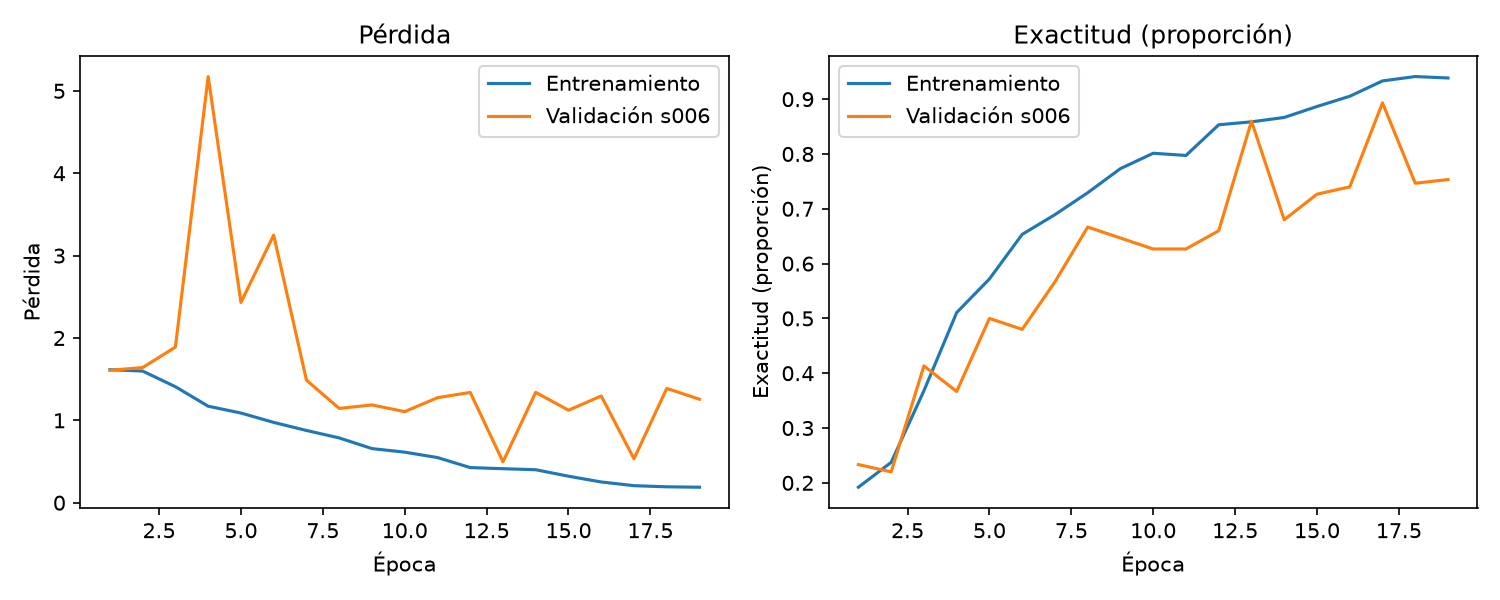 Pérdida
Entrenamiento
Validación s006
5
4
3
2
1
0
Pérdida
2.5 5.0 7.5 10.0 12.5 15.0 17.5
Época
Exactitud (proporción)
Entrenamiento
Validación s006
0.9
0.8
0.7
0.6
0.5
0.4
0.3
0.2
Exactitud (proporción)
2.5 5.0 7.5 10.0 12.5 15.0 17.5
Época